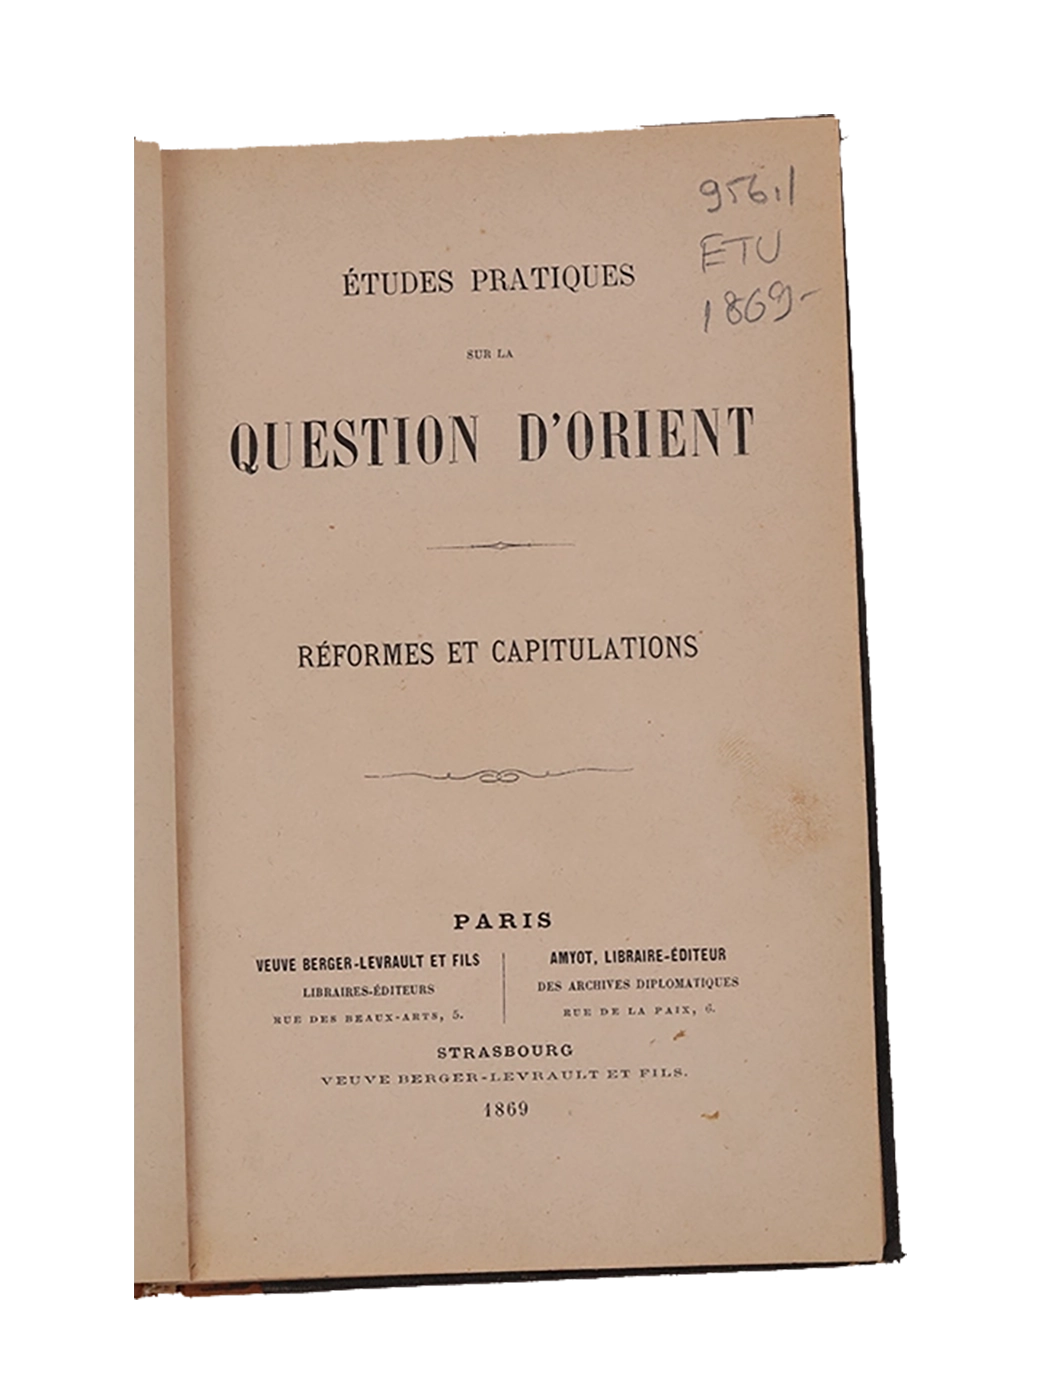 956.1
ETU
1869-
ÉTUDES PRATIQUES
SUR LA
QUESTION D'ORIENT
RÉFORMES ET CAPITULATIONS
PARIS
VEUVE BERGER-LEVRAULT ET FILS
LIBRAIRES-ÉDITEURS
RUE DES BEAUX-ARTS, 5.
AMYOT, LIBRAIRE-ÉDITEUR
DES ARCHIVES DIPLOMATIQUES
RUE DE LA PAIX, 6.
STRASBOURG
VEUVE BERGER-LEVRAULT ET FILS.
1869